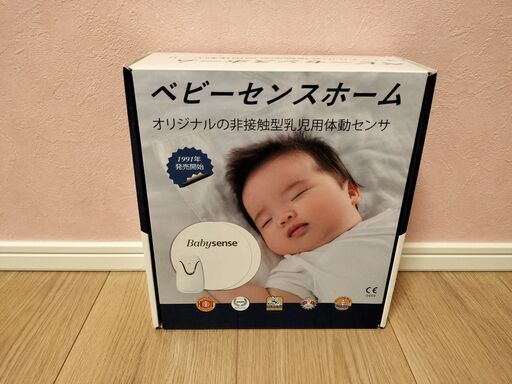 ベビーセンスホーム
オリジナルの非接触型乳児用体動センサ
1991年
発売開始
Babysense
CE